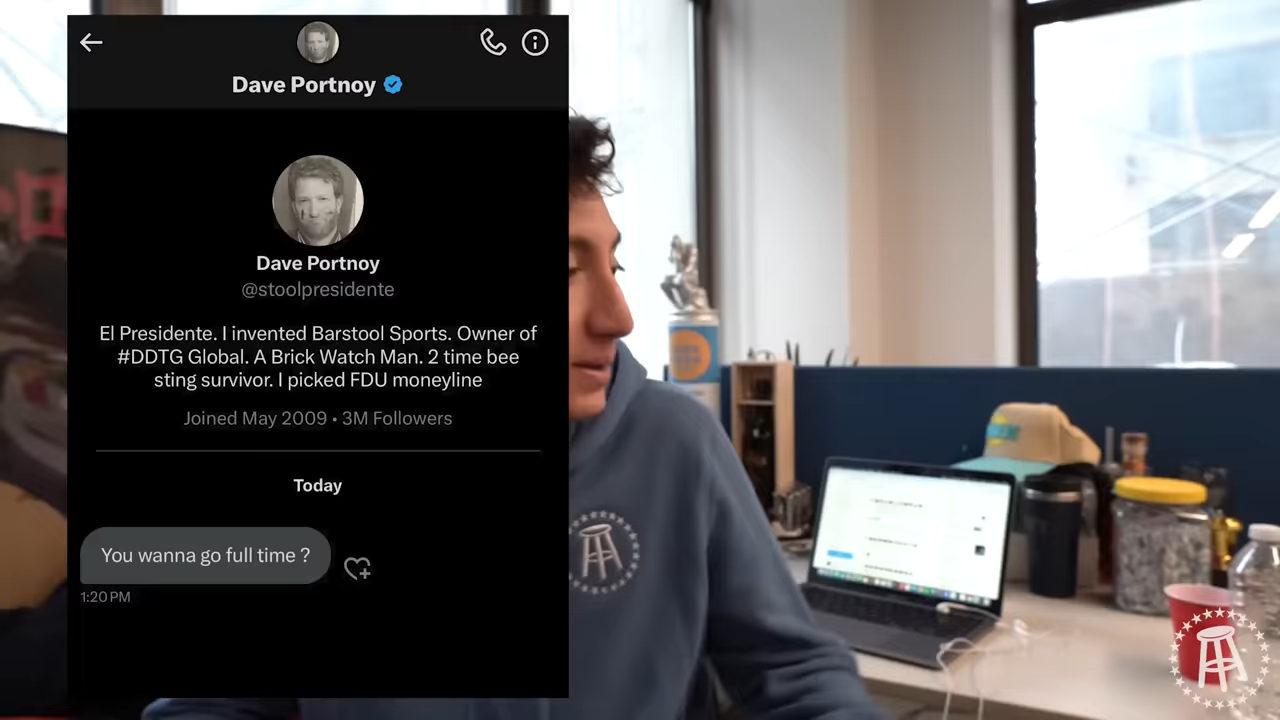 Dave Portnoy
Dave Portnoy
@stoolpresidente
El Presidente. I invented Barstool Sports. Owner of
#DDTG Global. A Brick Watch Man. 2 time bee
sting survivor. I picked FDU moneyline
Joined May 2009 • 3M Followers
Today
You wanna go full time ?
1:20 PM